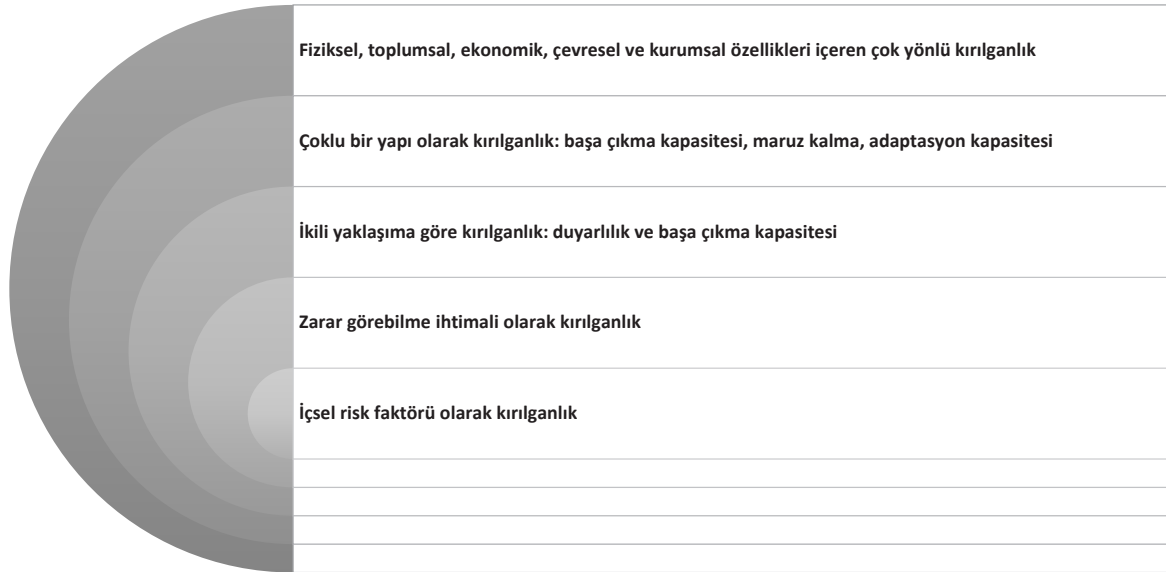 Fiziksel, toplumsal, ekonomik, çevresel ve kurumsal özellikleri içeren çok yönlü kırılganlık
Çoklu bir yapı olarak kırılganlık: başa çıkma kapasitesi, maruz kalma, adaptasyon kapasitesi
İkili yaklaşıma göre kırılganlık: duyarlılık ve başa çıkma kapasitesi
Zarar görebilme ihtimali olarak kırılganlık
İçsel risk faktörü olarak kırılganlık